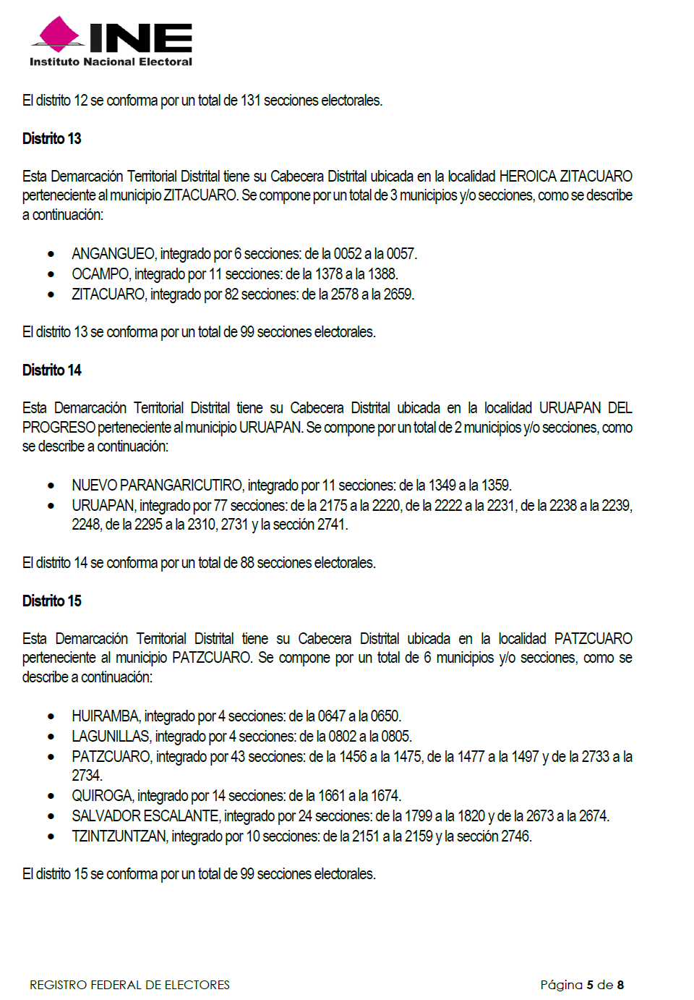 INE
Instituto Nacional Electoral
El distrito 12 se conforma por un total de 131 secciones electorales.
Distrito 13
Esta Demarcación Territorial Distrital tiene su Cabecera Distrital ubicada en la localidad HEROICA ZITACUARO
perteneciente al municipio ZITACUARO. Se compone por un total de 3 municipios y/o secciones, como se describe
a continuación:
• ANGANGUEO, integrado por 6 secciones: de la 0052 a la 0057.
• OCAMPO, integrado por 11 secciones: de la 1378 a la 1388.
• ZITACUARO, integrado por 82 secciones: de la 2578 a la 2659.
El distrito 13 se conforma por un total de 99 secciones electorales.
Distrito 14
Esta Demarcación Territorial Distrital tiene su Cabecera Distrital ubicada en la localidad URUAPAN DEL
PROGRESO perteneciente al municipio URUAPAN. Se compone por un total de 2 municipios y/o secciones, como
se describe a continuación:
• NUEVO PARANGARICUTIRO, integrado por 11 secciones: de la 1349 a la 1359.
• URUAPAN, integrado por 77 secciones: de la 2175 a la 2220, de la 2222 a la 2231, de la 2238 a la 2239,
2248, de la 2295 a la 2310, 2731 y la sección 2741.
El distrito 14 se conforma por un total de 88 secciones electorales.
Distrito 15
Esta Demarcación Territorial Distrital tiene su Cabecera Distrital ubicada en la localidad PATZCUARO
perteneciente al municipio PATZCUARO. Se compone por un total de 6 municipios y/o secciones, como se
describe a continuación:
• HUIRAMBA, integrado por 4 secciones: de la 0647 a la 0650.
• LAGUNILLAS, integrado por 4 secciones: de la 0802 a la 0805.
• PATZCUARO, integrado por 43 secciones: de la 1456 a la 1475, de la 1477 a la 1497 y de la 2733 a la
2734.
• QUIROGA, integrado por 14 secciones: de la 1661 a la 1674.
• SALVADOR ESCALANTE, integrado por 24 secciones: de la 1799 a la 1820 y de la 2673 a la 2674.
• TZINTZUNTZAN, integrado por 10 secciones: de la 2151 a la 2159 y la sección 2746.
El distrito 15 se conforma por un total de 99 secciones electorales.
REGISTRO FEDERAL DE ELECTORES
Página 5 de 8